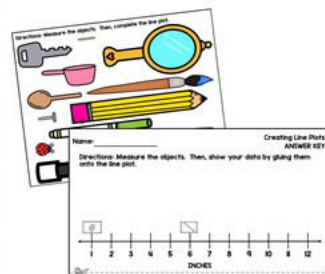 Directions: Measure the objects. Then, complete the line plot.
Creating Line Plots
Name: ANSWER KEY
Directions: Measure the objects. Then, show your data by gluing them
onto the line plot.
1 2 3 4 5 6 7 8 9 10 11 12
INCHES